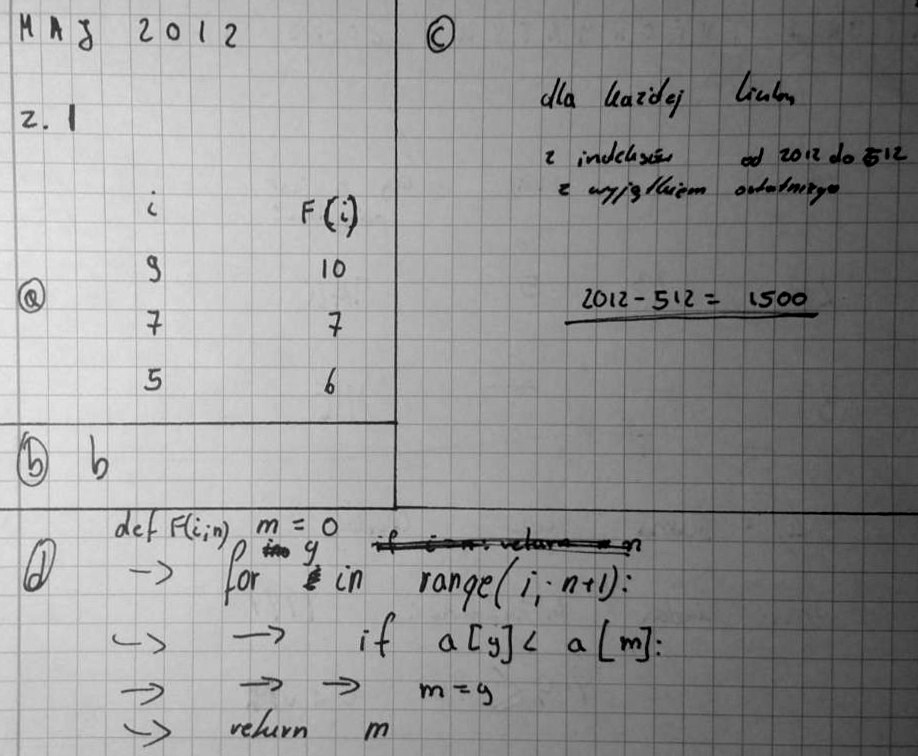 MAJ 2012
z. 1
i F(i)
ⓐ
9 10
7 7
5 6
ⓑ b
ⓒ
dla każdej liczby
z indeksów od 2012 do 512
z wyjątkiem ostatniego
2012 - 512 = 1500
ⓓ
def F(i;n) m = 0
-> for y in range(i; n+1):
-> -> if a[y] < a[m]:
-> -> -> m = y
-> return m